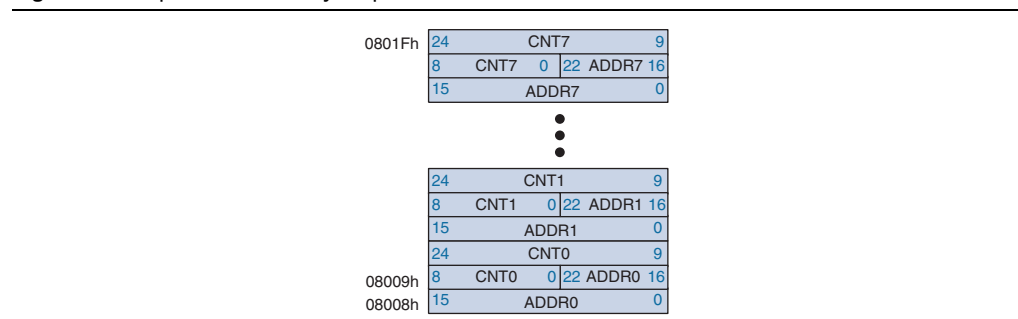 0801Fh 24 CNT7 9
8 CNT7 0 22 ADDR7 16
15 ADDR7 0
24 CNT1 9
8 CNT1 0 22 ADDR1 16
15 ADDR1 0
24 CNT0 9
08009h 8 CNT0 0 22 ADDR0 16
08008h 15 ADDR0 0